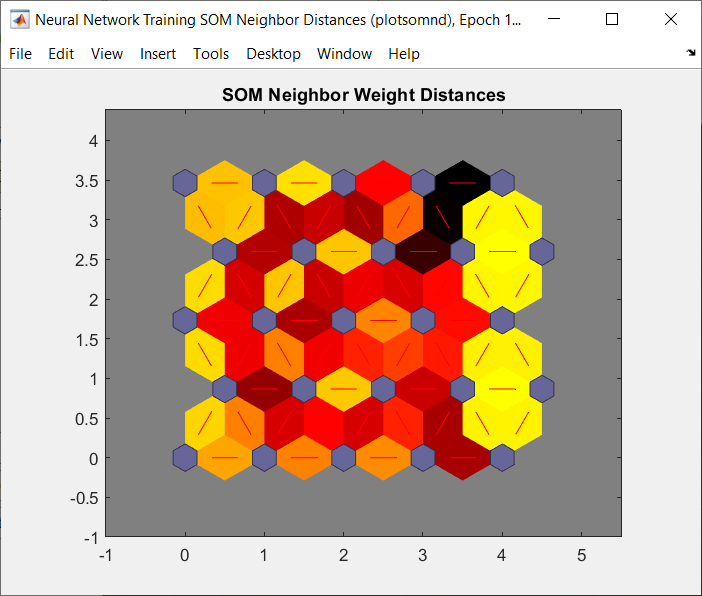 Neural Network Training SOM Neighbor Distances (plotsomnd), Epoch 1...
File Edit View Insert Tools Desktop Window Help
SOM Neighbor Weight Distances
4
3.5
3
2.5
2
1.5
1
0.5
0
-0.5
-1
-1 0 1 2 3 4 5